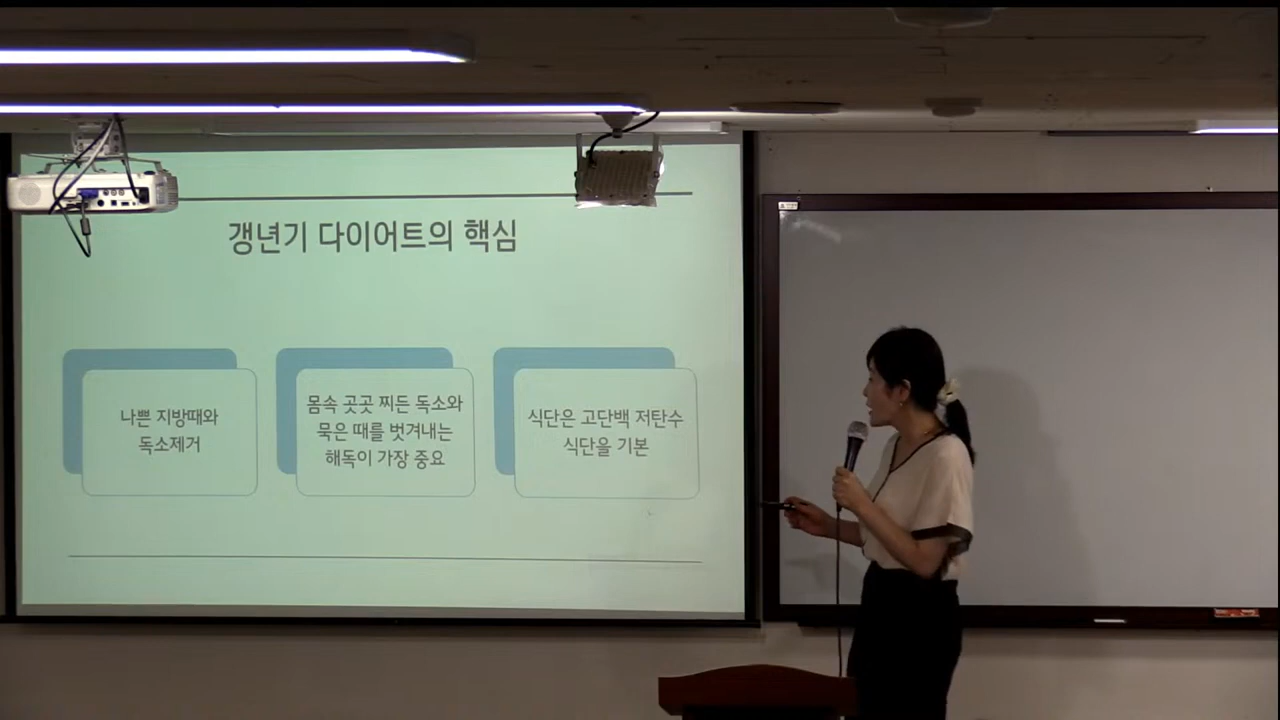 갱년기 다이어트의 핵심
나쁜 지방때와
독소제거
몸속 곳곳 찌든 독소와
묵은 때를 벗겨내는
해독이 가장 중요
식단은 고단백 저탄수
식단을 기본